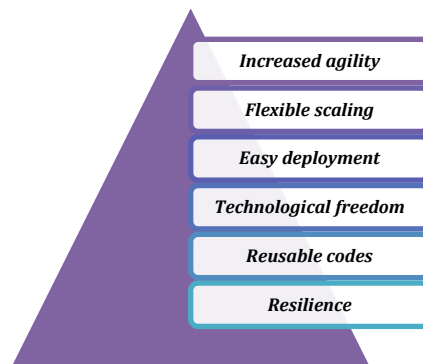 Increased agility
Flexible scaling
Easy deployment
Technological freedom
Reusable codes
Resilience